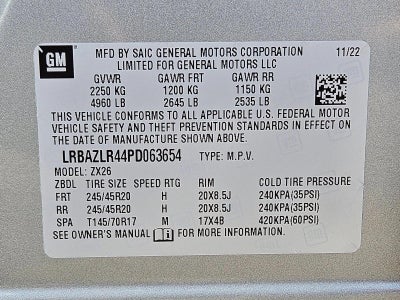 GM
MFD BY SAIC GENERAL MOTORS CORPORATION 11/22
LIMITED FOR GENERAL MOTORS LLC
GVWR GAWR FRT GAWR RR
2250 KG 1200 KG 1150 KG
4960 LB 2645 LB 2535 LB
THIS VEHICLE CONFORMS TO ALL APPLICABLE U.S. FEDERAL MOTOR
VEHICLE SAFETY AND THEFT PREVENTION STANDARDS IN EFFECT ON
THE DATE OF MANUFACTURE SHOWN ABOVE.
LRBAZLR44PD063654 TYPE: M.P.V.
MODEL: ZX26
ZBDL TIRE SIZE SPEED RTG RIM COLD TIRE PRESSURE
FRT 245/45R20 H 20X8.5J 240KPA(35PSI)
RR 245/45R20 H 20X8.5J 240KPA(35PSI)
SPA T145/70R17 M 17X4B 420KPA(60PSI)
SEE OWNER'S MANUAL i FOR MORE INFORMATION.